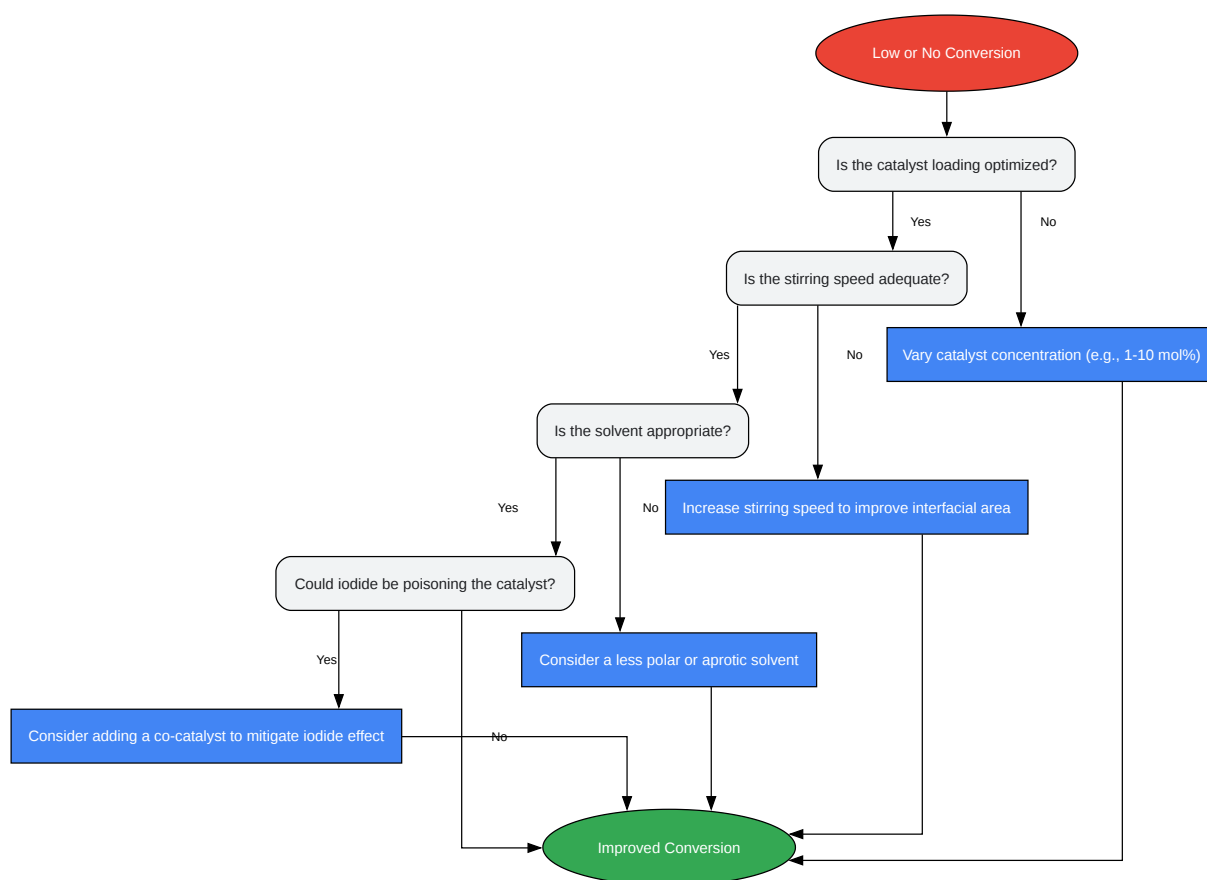 Low or No Conversion
Is the catalyst loading optimized?
Yes
No
Is the stirring speed adequate?
Yes
No
Vary catalyst concentration (e.g., 1-10 mol%)
Is the solvent appropriate?
Yes
No
Increase stirring speed to improve interfacial area
Could iodide be poisoning the catalyst?
Yes
Consider a less polar or aprotic solvent
Consider adding a co-catalyst to mitigate iodide effect
No
Improved Conversion